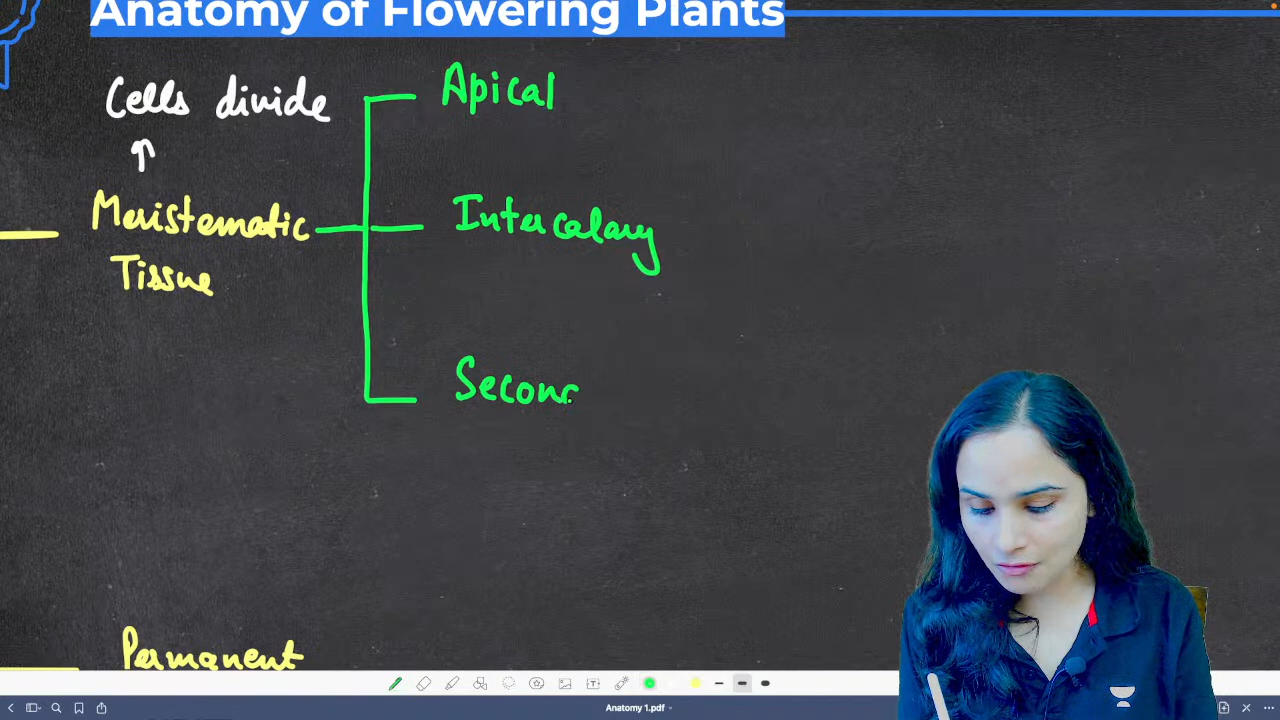 Anatomy of Flowering Plants
Cells divide
↑
Meristematic
Tissue
Apical
Intercalary
Secon
Permanent
Anatomy 1.pdf